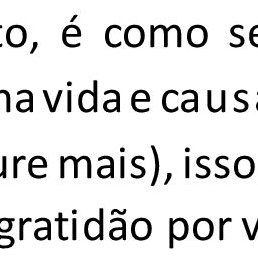 to, é como se
na vida e causa
ure mais), isso
gratidão por v